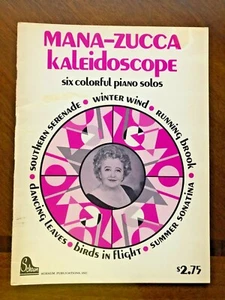 MANA-ZUCCA
kaleidoscope
six colorful piano solos
• SOUTHERN SERENADE • WINTER WIND • RUNNING BROOK •
DANCING LEAVES • BIRDS IN FLIGHT • SUMMER SONATINA
$2.75